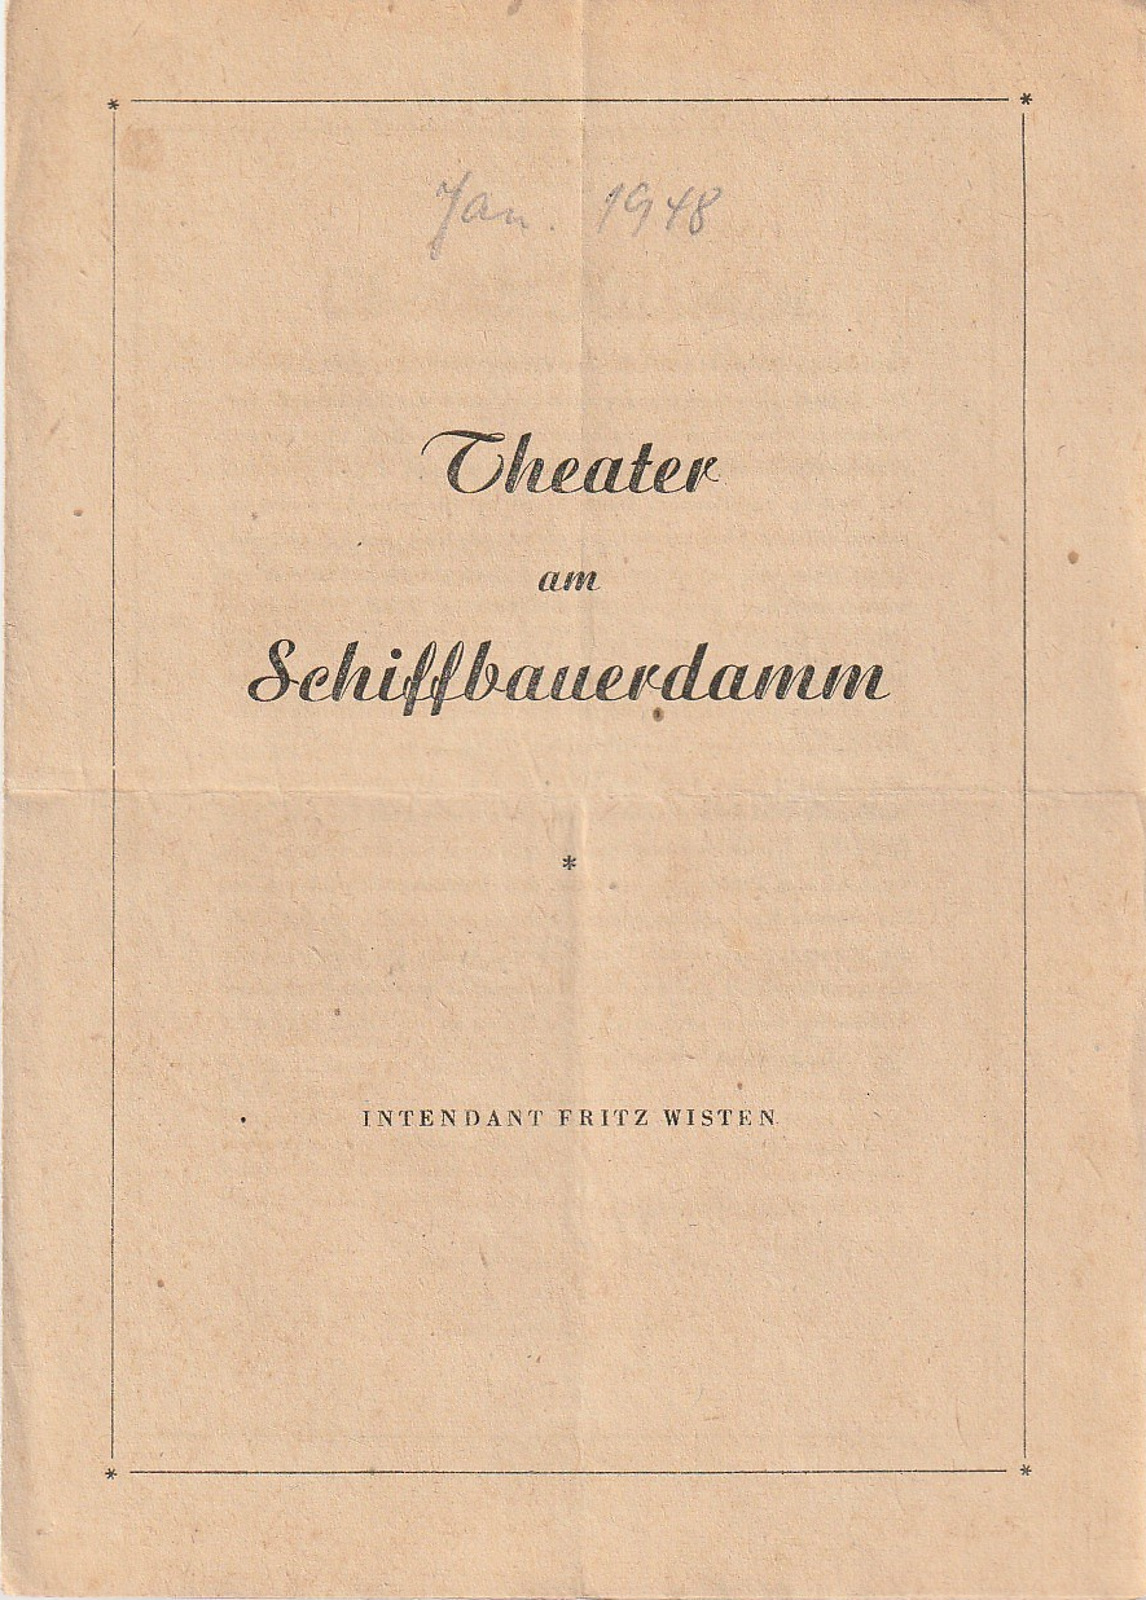 Jan. 1948
Theater
am
Schiffbauerdamm
*
INTENDANT FRITZ WISTEN